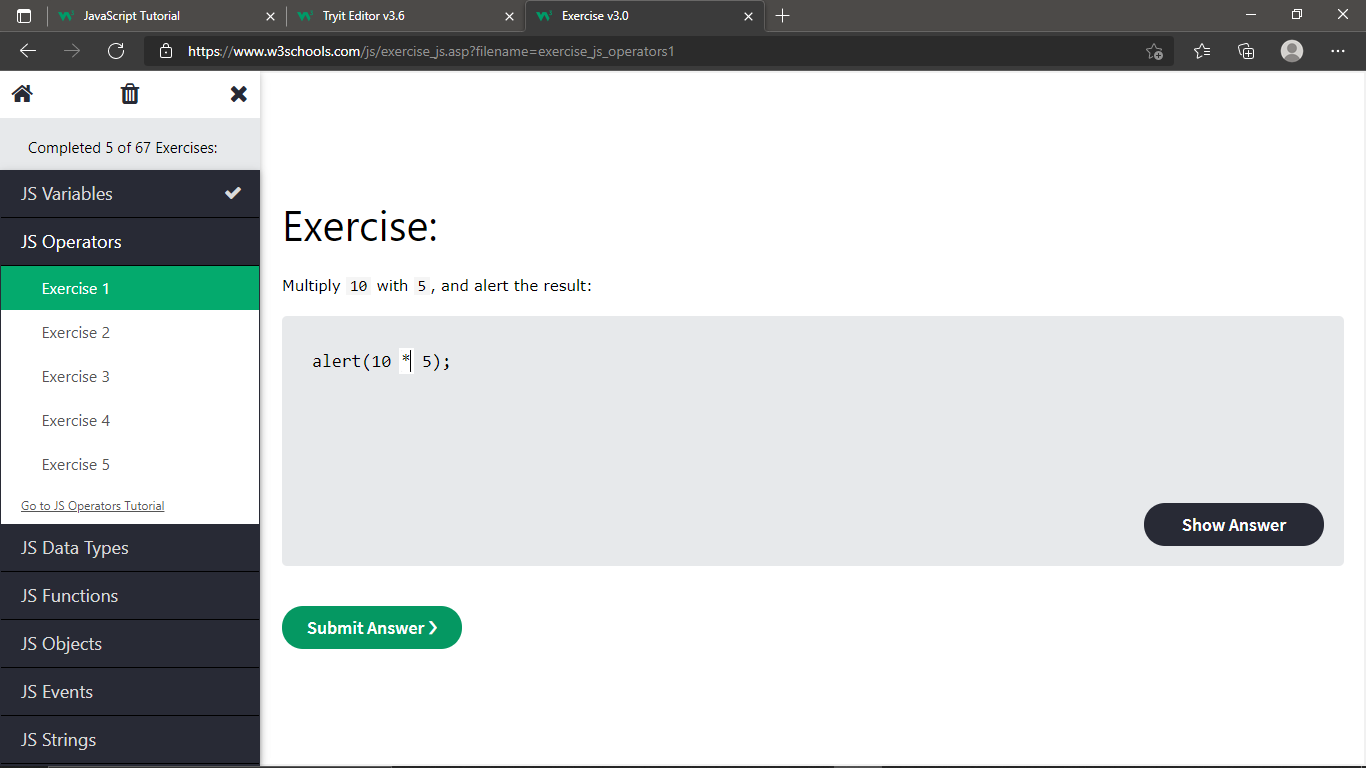 JavaScript Tutorial
Tryit Editor v3.6
Exercise v3.0
https://www.w3schools.com/js/exercise_js.asp?filename=exercise_js_operators1
Completed 5 of 67 Exercises:
JS Variables
JS Operators
Exercise 1
Exercise 2
Exercise 3
Exercise 4
Exercise 5
Go to JS Operators Tutorial
JS Data Types
JS Functions
JS Objects
JS Events
JS Strings
Exercise:
Multiply 10 with 5, and alert the result:
alert(10 * 5);
Show Answer
Submit Answer ❯